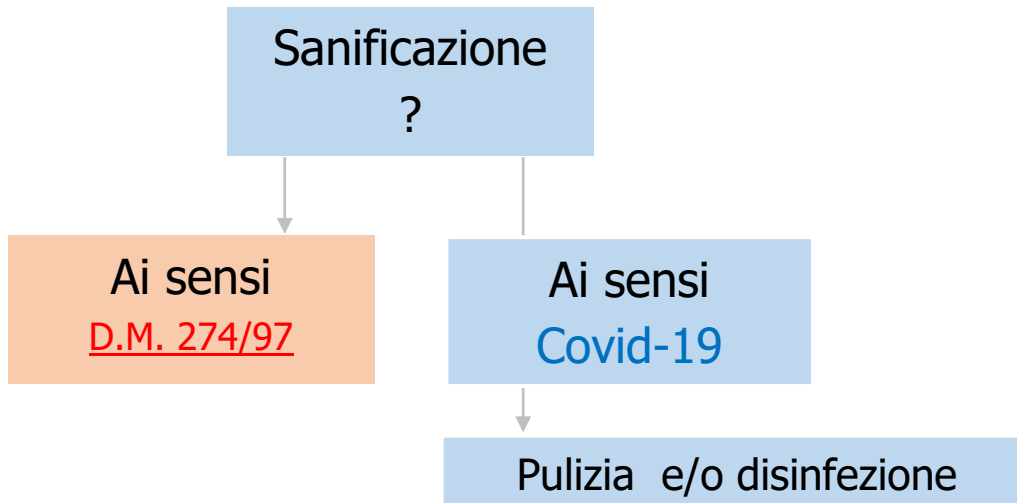 Sanificazione
?
Ai sensi
D.M. 274/97
Ai sensi
Covid-19
Pulizia e/o disinfezione